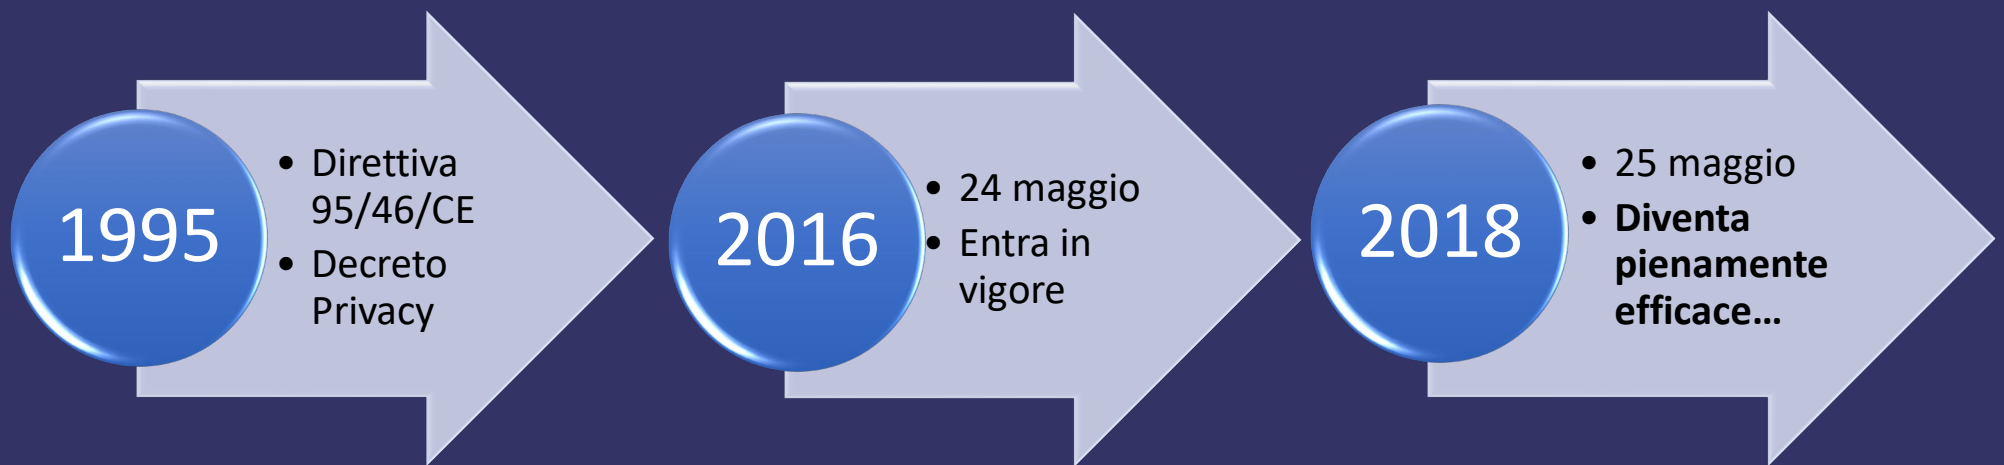 1995
• Direttiva
95/46/CE
• Decreto
Privacy
2016
• 24 maggio
• Entra in
vigore
2018
• 25 maggio
• Diventa
pienamente
efficace...